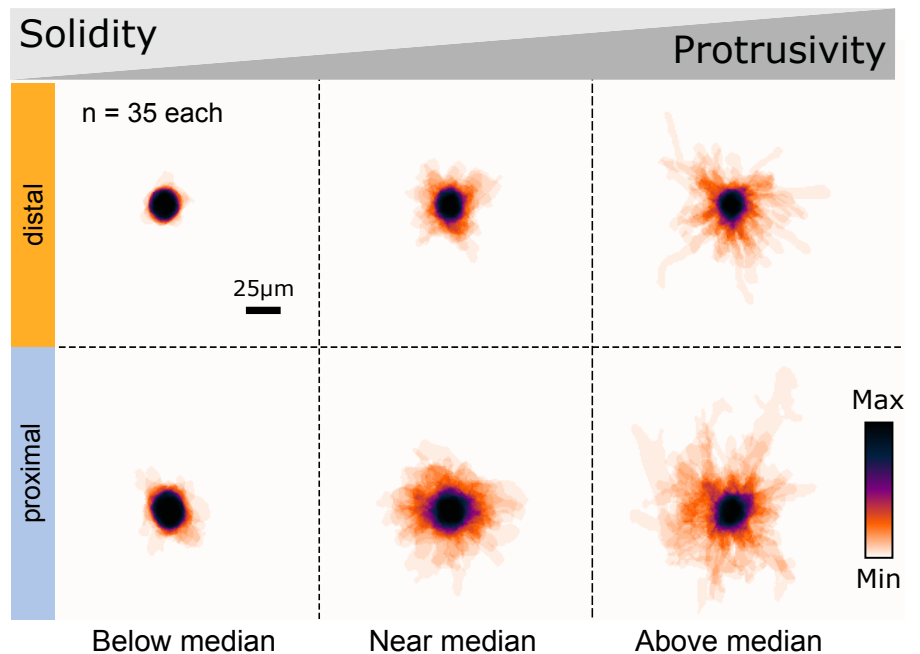 Solidity
Protrusivity
n = 35 each
distal
25μm
proximal
Max
Min
Below median
Near median
Above median